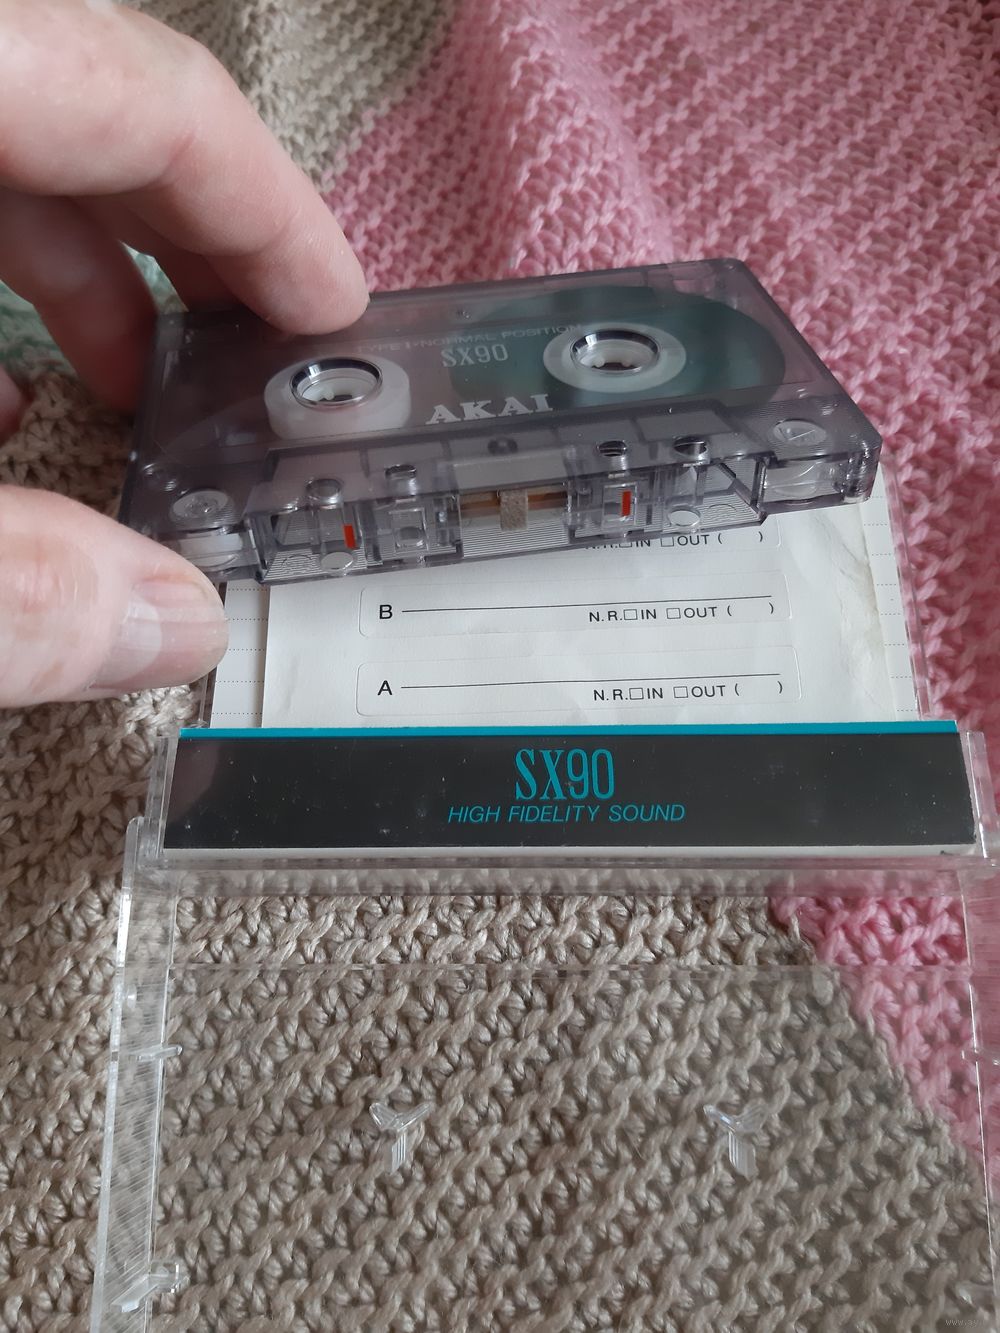 TYPE I·NORMAL POSITION
SX90
AKAI
N.R.□IN □OUT ( )
B N.R.□IN □OUT ( )
A N.R.□IN □OUT ( )
SX90
HIGH FIDELITY SOUND